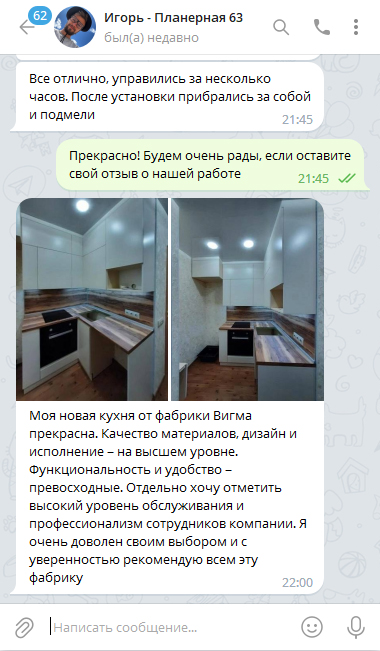 62
Игорь - Планерная 63
был(а) недавно
Все отлично, управились за несколько
часов. После установки прибрались за собой
и подмели
21:45
Прекрасно! Будем очень рады, если оставите
свой отзыв о нашей работе
21:45
Моя новая кухня от фабрики Вигма
прекрасна. Качество материалов, дизайн и
исполнение – на высшем уровне.
Функциональность и удобство –
превосходные. Отдельно хочу отметить
высокий уровень обслуживания и
профессионализм сотрудников компании. Я
очень доволен своим выбором и с
уверенностью рекомендую всем эту
фабрику
22:00
Написать сообщение...